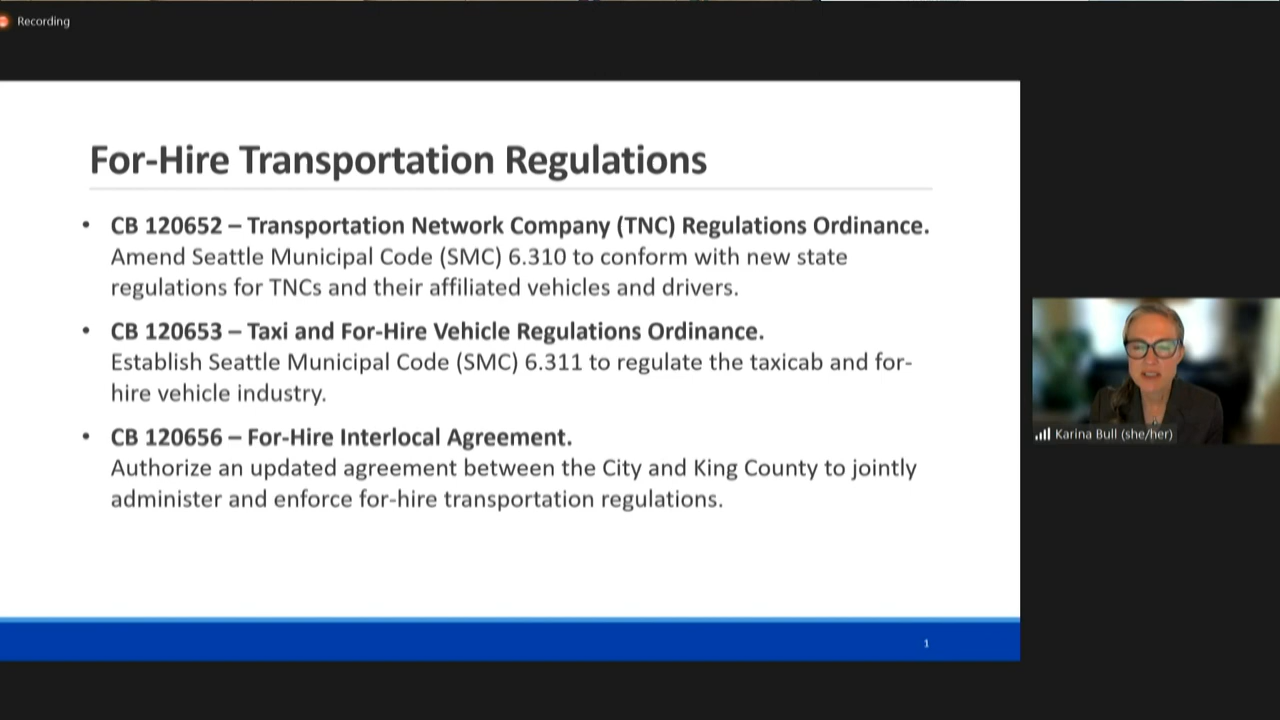 Recording
For-Hire Transportation Regulations
• CB 120652 – Transportation Network Company (TNC) Regulations Ordinance.
Amend Seattle Municipal Code (SMC) 6.310 to conform with new state
regulations for TNCs and their affiliated vehicles and drivers.
• CB 120653 – Taxi and For-Hire Vehicle Regulations Ordinance.
Establish Seattle Municipal Code (SMC) 6.311 to regulate the taxicab and for-
hire vehicle industry.
• CB 120656 – For-Hire Interlocal Agreement.
Authorize an updated agreement between the City and King County to jointly
administer and enforce for-hire transportation regulations.
1
Karina Bull (she/her)